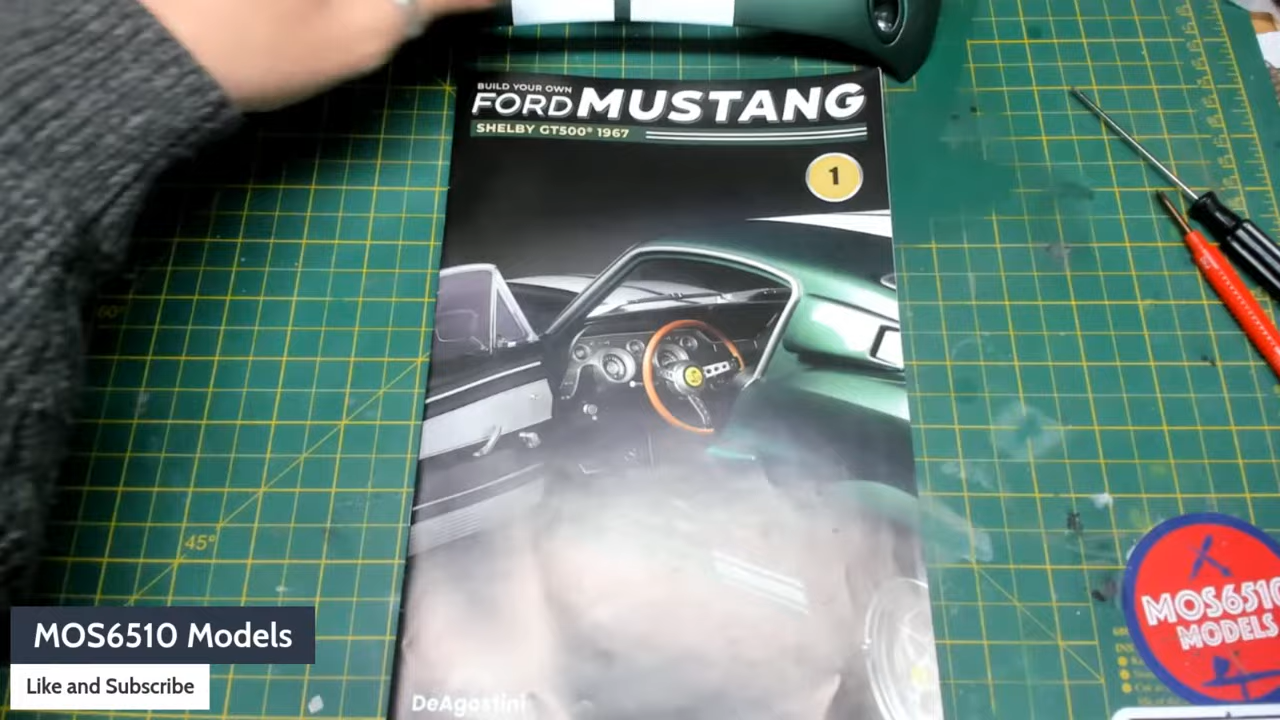 BUILD YOUR OWN
FORD MUSTANG
SHELBY GT500® 1967
1
60°
45°
MOS6510
MODELS
DeAgostini
MOS6510 Models
Like and Subscribe